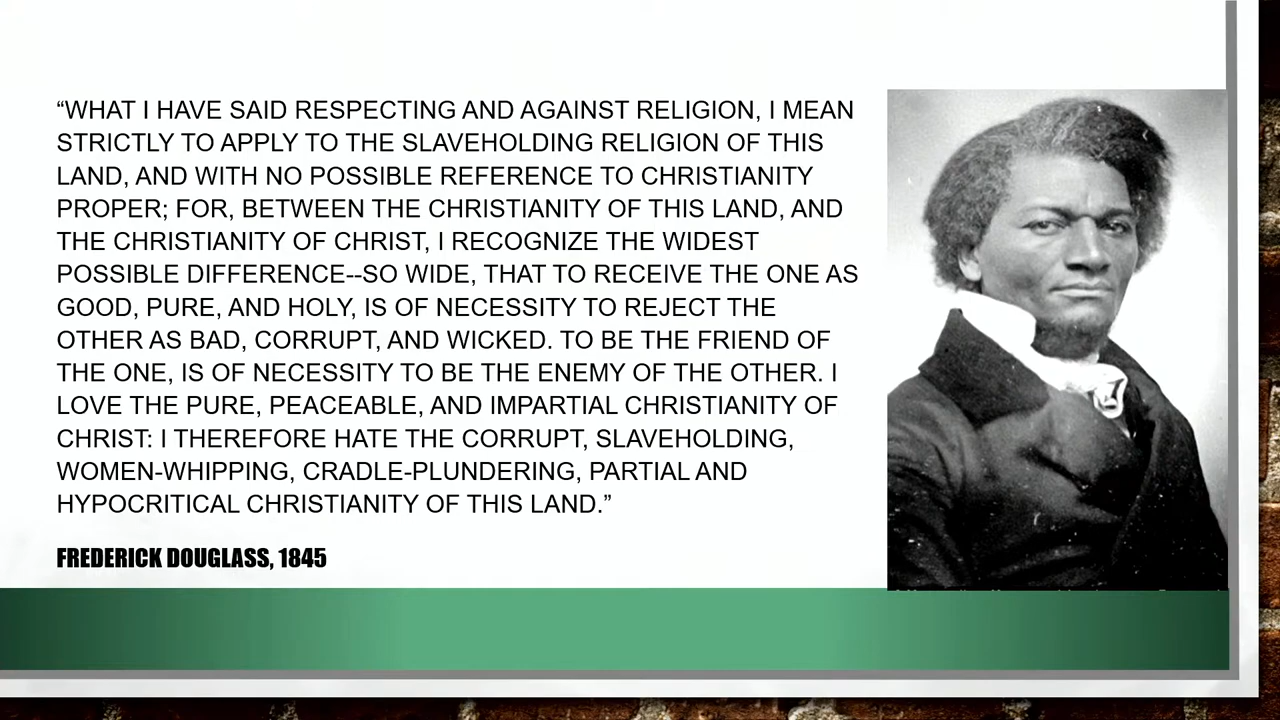 “WHAT I HAVE SAID RESPECTING AND AGAINST RELIGION, I MEAN
STRICTLY TO APPLY TO THE SLAVEHOLDING RELIGION OF THIS
LAND, AND WITH NO POSSIBLE REFERENCE TO CHRISTIANITY
PROPER; FOR, BETWEEN THE CHRISTIANITY OF THIS LAND, AND
THE CHRISTIANITY OF CHRIST, I RECOGNIZE THE WIDEST
POSSIBLE DIFFERENCE--SO WIDE, THAT TO RECEIVE THE ONE AS
GOOD, PURE, AND HOLY, IS OF NECESSITY TO REJECT THE
OTHER AS BAD, CORRUPT, AND WICKED. TO BE THE FRIEND OF
THE ONE, IS OF NECESSITY TO BE THE ENEMY OF THE OTHER. I
LOVE THE PURE, PEACEABLE, AND IMPARTIAL CHRISTIANITY OF
CHRIST: I THEREFORE HATE THE CORRUPT, SLAVEHOLDING,
WOMEN-WHIPPING, CRADLE-PLUNDERING, PARTIAL AND
HYPOCRITICAL CHRISTIANITY OF THIS LAND.”
FREDERICK DOUGLASS, 1845